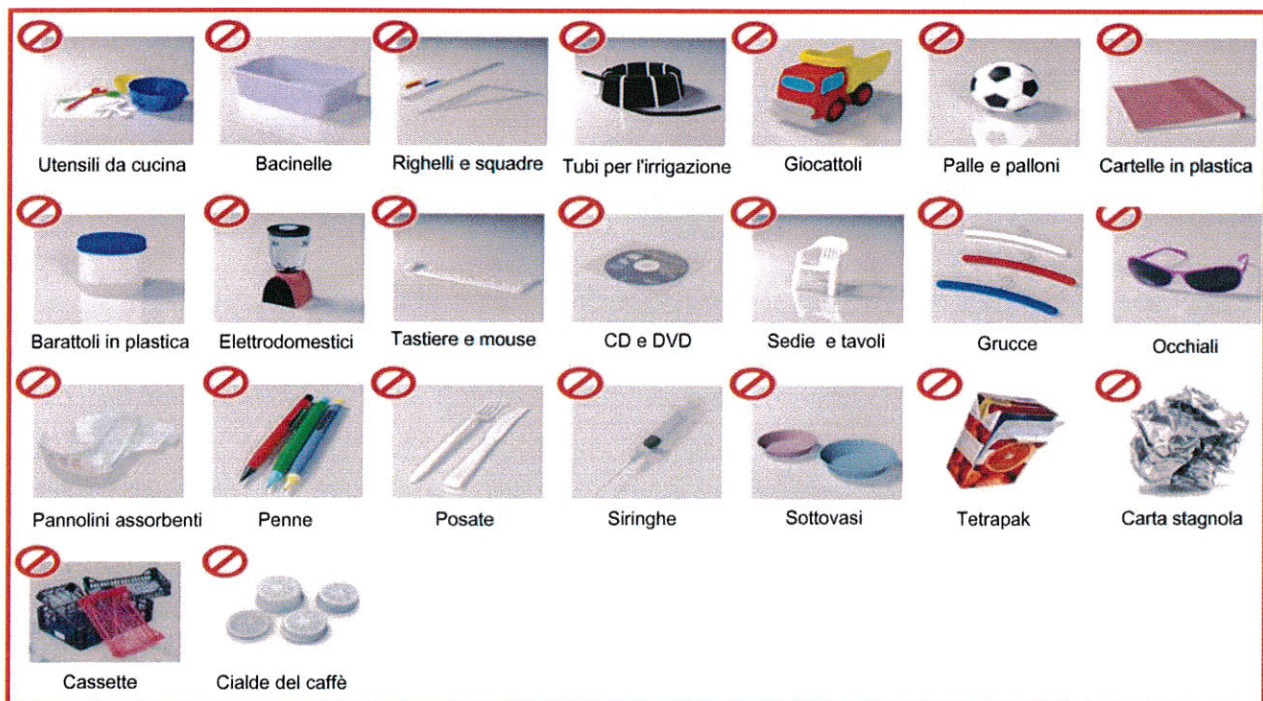 Utensili da cucina
Bacinelle
Righelli e squadre
Tubi per l'irrigazione
Giocattoli
Palle e palloni
Cartelle in plastica
Barattoli in plastica
Elettrodomestici
Tastiere e mouse
CD e DVD
Sedie e tavoli
Grucce
Occhiali
Pannolini assorbenti
Penne
Posate
Siringhe
Sottovasi
Tetrapak
Carta stagnola
Cassette
Cialde del caffè